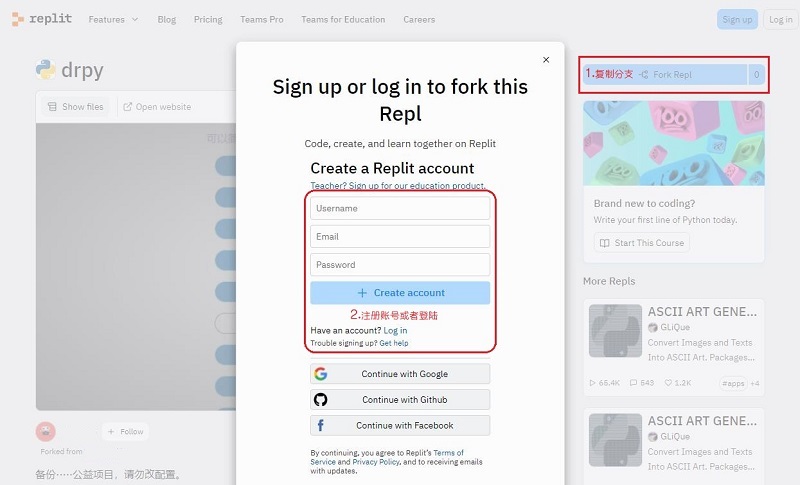 replit Features Blog Pricing Teams Pro Teams for Education Careers Sign up Log in
drpy
Show files Open website
Sign up or log in to fork this
Repl
Code, create, and learn together on Replit
Create a Replit account
Teacher? Sign up for our education product.
Username
Email
Password
+ Create account
2.注册账号或者登陆
Have an account? Log in
Trouble signing up? Get help
Continue with Google
Continue with Github
Continue with Facebook
By continuing, you agree to Replit's Terms of
Service and Privacy Policy, and to receiving emails
with updates.
+ Follow
Forked from
备份·····公益项目，请勿改配置。
1.复制分支 Fork Repl 0
Brand new to coding?
Write your first line of Python today.
Start This Course
More Repls
ASCII ART GENE...
GLiQue
Convert Images and Texts
Into ASCII Art. Packages...
65.4K 543 1.2K #apps +4
ASCII ART GENE...
GLiQue
Convert Images and Texts
Into ASCII Art. Packages...